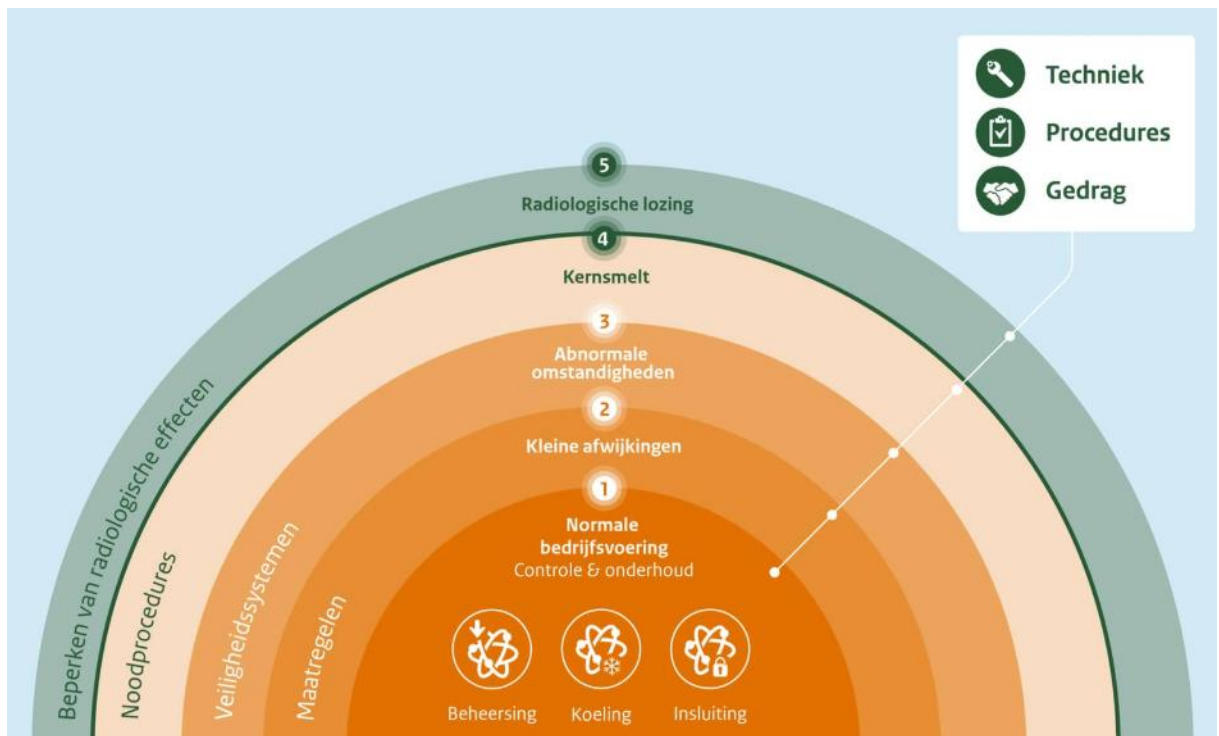 Techniek
Procedures
Gedrag
5
Radiologische lozing
4
Kernsmelt
3
Abnormale
omstandigheden
2
Kleine afwijkingen
1
Normale
bedrijfsvoering
Controle & onderhoud
Beheersing
Koeling
Insluiting
Beperken van radiologische effecten
Noodprocedures
Veiligheidssystemen
Maatregelen